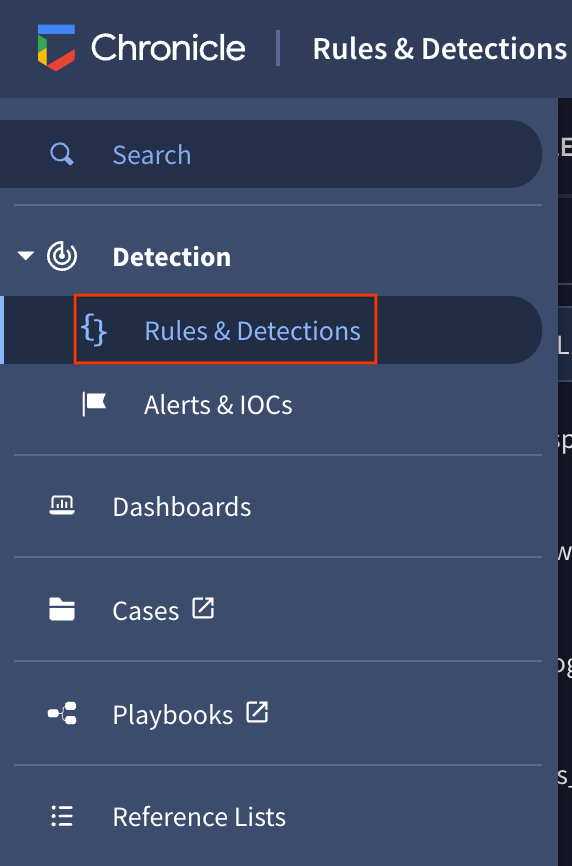 Chronicle | Rules & Detections
Search
Detection
{} Rules & Detections
Alerts & IOCs
Dashboards
Cases
Playbooks
Reference Lists